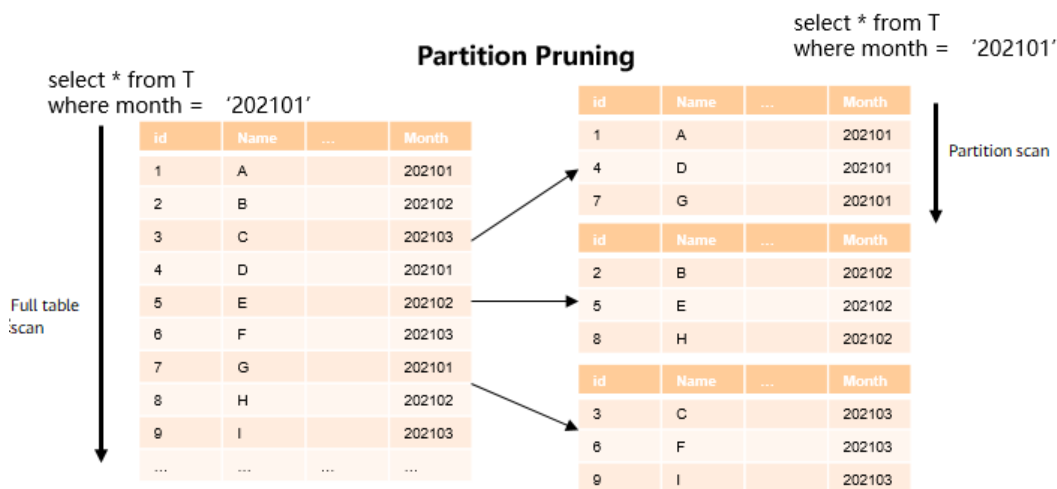 Partition Pruning
select * from T
where month = ‘202101’
Full table
scan
id Name ... Month
1 A 202101
2 B 202102
3 C 202103
4 D 202101
5 E 202102
6 F 202103
7 G 202101
8 H 202102
9 I 202103
... ... ... ...
select * from T
where month = ‘202101’
Partition scan
id Name ... Month
1 A 202101
4 D 202101
7 G 202101
id Name ... Month
2 B 202102
5 E 202102
8 H 202102
id Name ... Month
3 C 202103
6 F 202103
9 I 202103